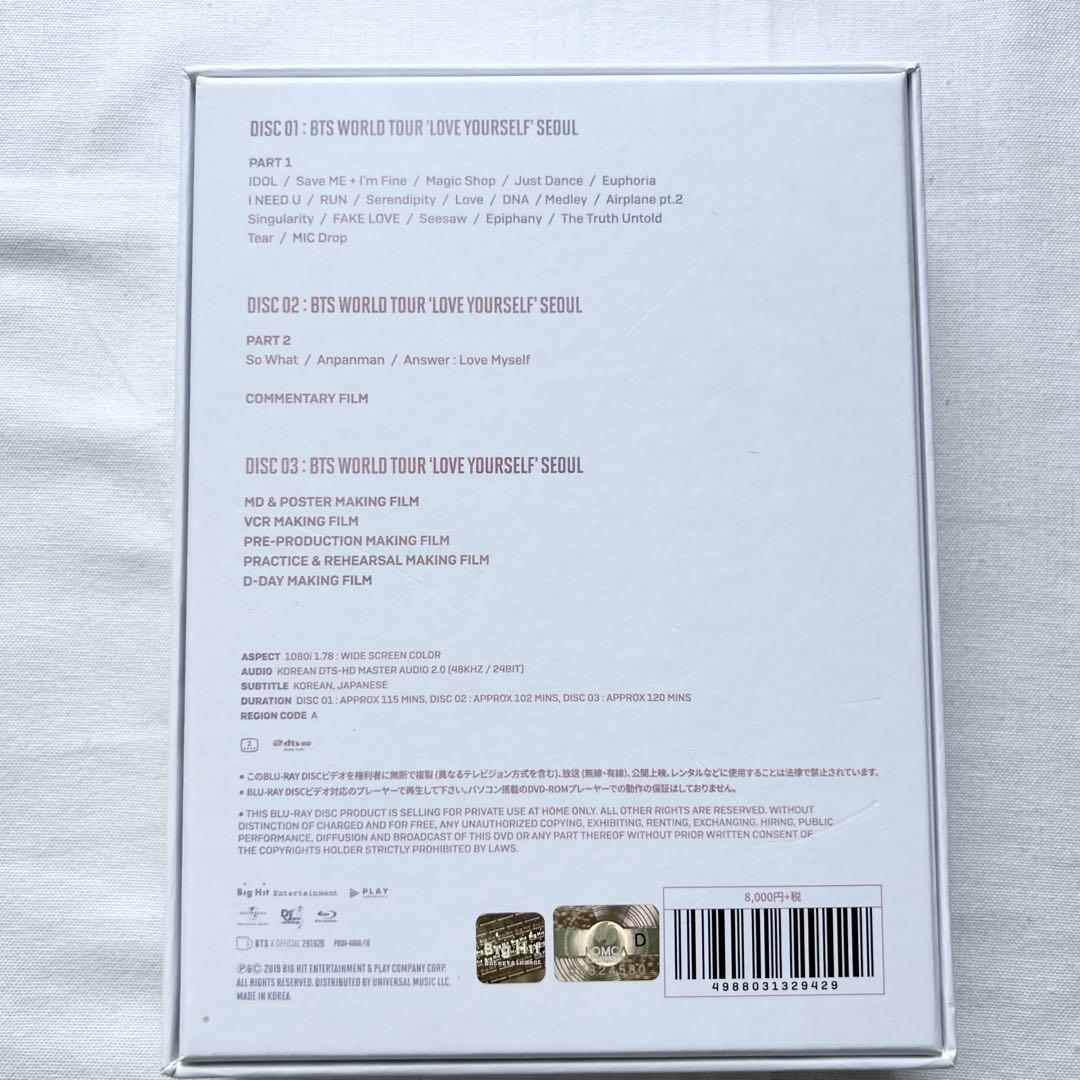 DISC 01 : BTS WORLD TOUR 'LOVE YOURSELF' SEOUL
PART 1
IDOL / Save ME + I'm Fine / Magic Shop / Just Dance / Euphoria
I NEED U / RUN / Serendipity / Love / DNA / Medley / Airplane pt.2
Singularity / FAKE LOVE / Seesaw / Epiphany / The Truth Untold
Tear / MIC Drop
DISC 02 : BTS WORLD TOUR 'LOVE YOURSELF' SEOUL
PART 2
So What / Anpanman / Answer : Love Myself
COMMENTARY FILM
DISC 03 : BTS WORLD TOUR 'LOVE YOURSELF' SEOUL
MD & POSTER MAKING FILM
VCR MAKING FILM
PRE-PRODUCTION MAKING FILM
PRACTICE & REHEARSAL MAKING FILM
D-DAY MAKING FILM
ASPECT 1080i 1.78 : WIDE SCREEN COLOR
AUDIO KOREAN DTS-HD MASTER AUDIO 2.0 (48KHZ / 24BIT)
SUBTITLE KOREAN, JAPANESE
DURATION DISC 01 : APPROX 115 MINS, DISC 02 : APPROX 102 MINS, DISC 03 : APPROX 120 MINS
REGION CODE A
2 dts-HD
• このBLU-RAY DISCビデオを権利者に無断で複製(異なるテレビジョン方式を含む)、放送(無線・有線)、公開上映、レンタルなどに使用することは法律で禁止されています。
• BLU-RAY DISCビデオ対応のプレーヤーで再生して下さい。パソコン搭載のDVD-ROMプレーヤーでの動作の保証はしておりません。
• THIS BLU-RAY DISC PRODUCT IS SELLING FOR PRIVATE USE AT HOME ONLY. ALL OTHER RIGHTS ARE RESERVED. WITHOUT
DISTINCTION OF CHARGED AND FOR FREE, ANY UNAUTHORIZED COPYING, EXHIBITING, RENTING, EXCHANGING. HIRING, PUBLIC
PERFORMANCE, DIFFUSION AND BROADCAST OF THIS DVD OR ANY PART THEREOF WITHOUT PRIOR WRITTEN CONSENT OF
THE COPYRIGHTS HOLDER STRICTLY PROHIBITED BY LAWS.
Big Hit Entertainment PLAY
UNIVERSAL Def Jam Blu-ray
BTS X OFFICIAL 281926 PROV-4008/10
℗&© 2019 BIG HIT ENTERTAINMENT & PLAY COMPANY CORP.
ALL RIGHTS RESERVED. DISTRIBUTED BY UNIVERSAL MUSIC LLC.
MADE IN KOREA.
Big Hit
Entertainment
D
324580
8,000円+税
4988031329429